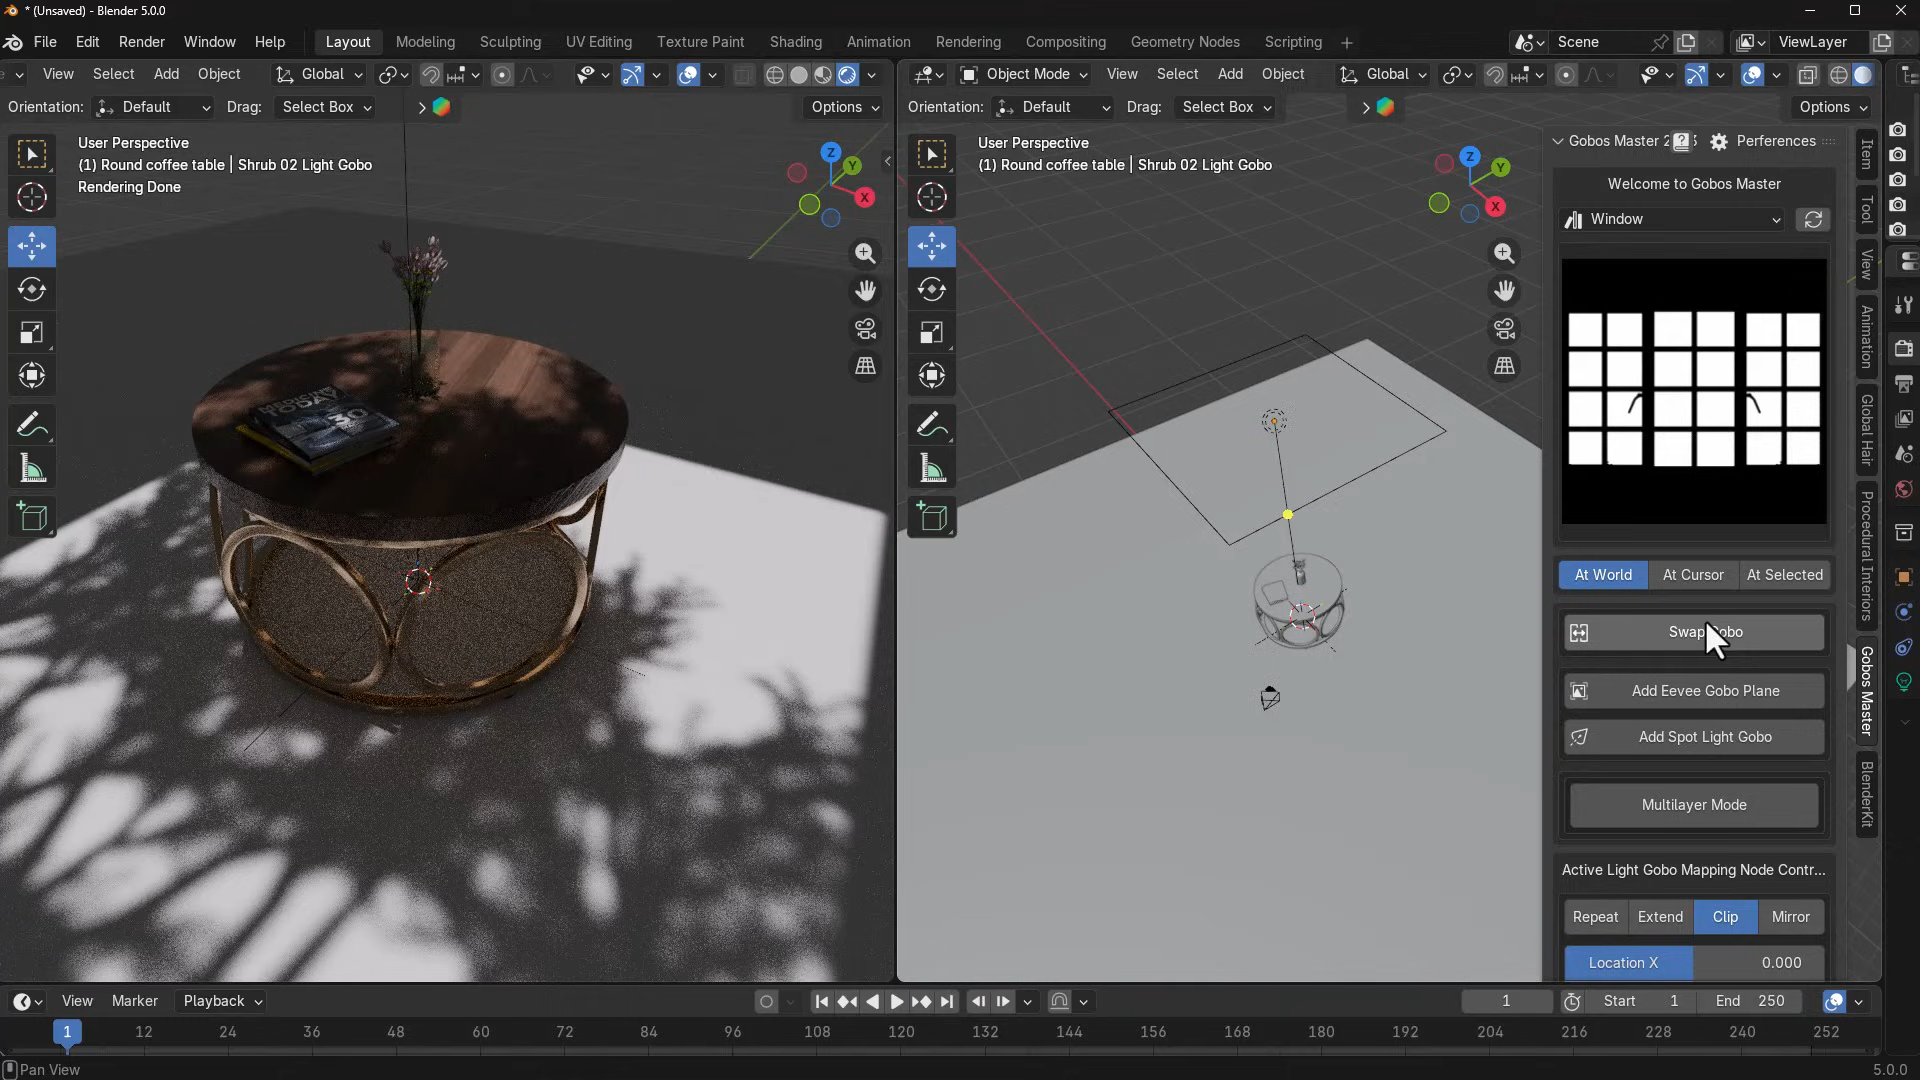 * (Unsaved) - Blender 5.0.0
File Edit Render Window Help Layout Modeling Sculpting UV Editing Texture Paint Shading Animation Rendering Compositing Geometry Nodes Scripting Scene ViewLayer
View Select Add Object Global
Object Mode View Select Add Object Global
Orientation: Default Drag: Select Box Options
Orientation: Default Drag: Select Box Options
User Perspective
(1) Round coffee table | Shrub 02 Light Gobo
Rendering Done
Z
Y
X
User Perspective
(1) Round coffee table | Shrub 02 Light Gobo
Z
Y
X
30
Gobos Master Perferences
Welcome to Gobos Master
Window
At World At Cursor At Selected
Add Eevee Gobo Plane
Add Spot Light Gobo
Multilayer Mode
Active Light Gobo Mapping Node Contr...
Repeat Extend Clip Mirror
Location X 0.000
Item
Tool
View
Animation
Global Hair
Procedural Interiors
Gobos Master
BlenderKit
View Marker Playback 1 Start 1 End 250
1 12 24 36 48 60 72 84 96 108 120 132 144 156 168 180 192 204 216 228 240 252
Pan View 5.0.0